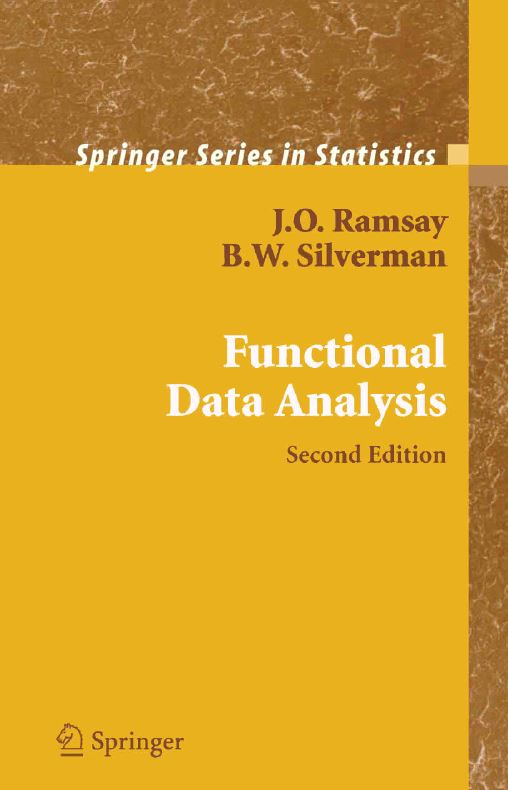 Springer Series in Statistics
J.O. Ramsay
B.W. Silverman
Functional
Data Analysis
Second Edition
Springer